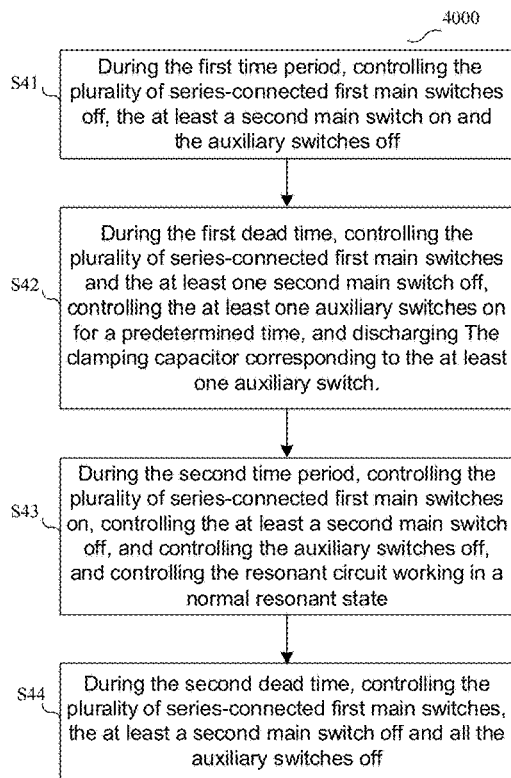 4000
S41
During the first time period, controlling the
plurality of series-connected first main switches
off, the at least a second main switch on and
the auxiliary switches off
S42
During the first dead time, controlling the
plurality of series-connected first main switches
and the at least one second main switch off,
controlling the at least one auxiliary switches on
for a predetermined time, and discharging The
clamping capacitor corresponding to the at least
one auxiliary switch.
S43
During the second time period, controlling the
plurality of series-connected first main switches
on, controlling the at least a second main switch
off, and controlling the auxiliary switches off,
and controlling the resonant circuit working in a
normal resonant state
S44
During the second dead time, controlling the
plurality of series-connected first main switches,
the at least a second main switch off and all the
auxiliary switches off